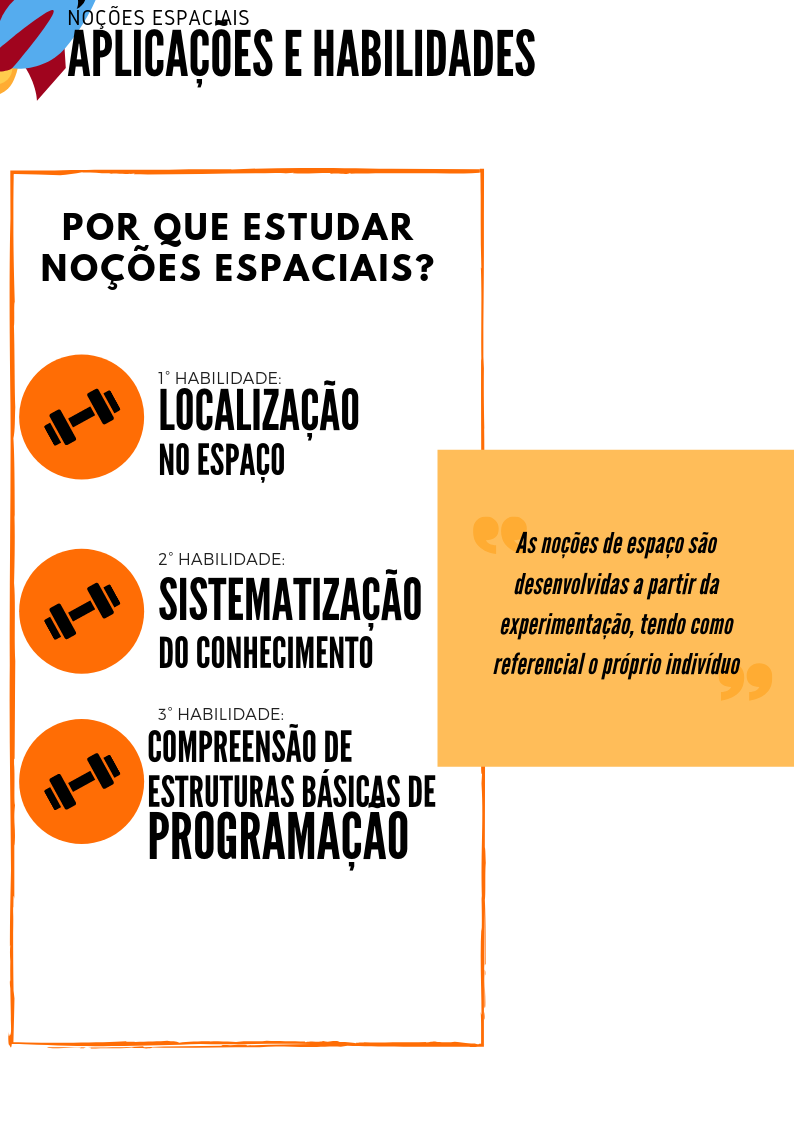 NOÇÕES ESPACIAIS
APLICAÇÕES E HABILIDADES
POR QUE ESTUDAR
NOÇÕES ESPACIAIS?
1° HABILIDADE:
LOCALIZAÇÃO
NO ESPAÇO
2° HABILIDADE:
SISTEMATIZAÇÃO
DO CONHECIMENTO
3° HABILIDADE:
COMPREENSÃO DE
ESTRUTURAS BÁSICAS DE
PROGRAMAÇÃO
As noções de espaço são
desenvolvidas a partir da
experimentação, tendo como
referencial o próprio indivíduo